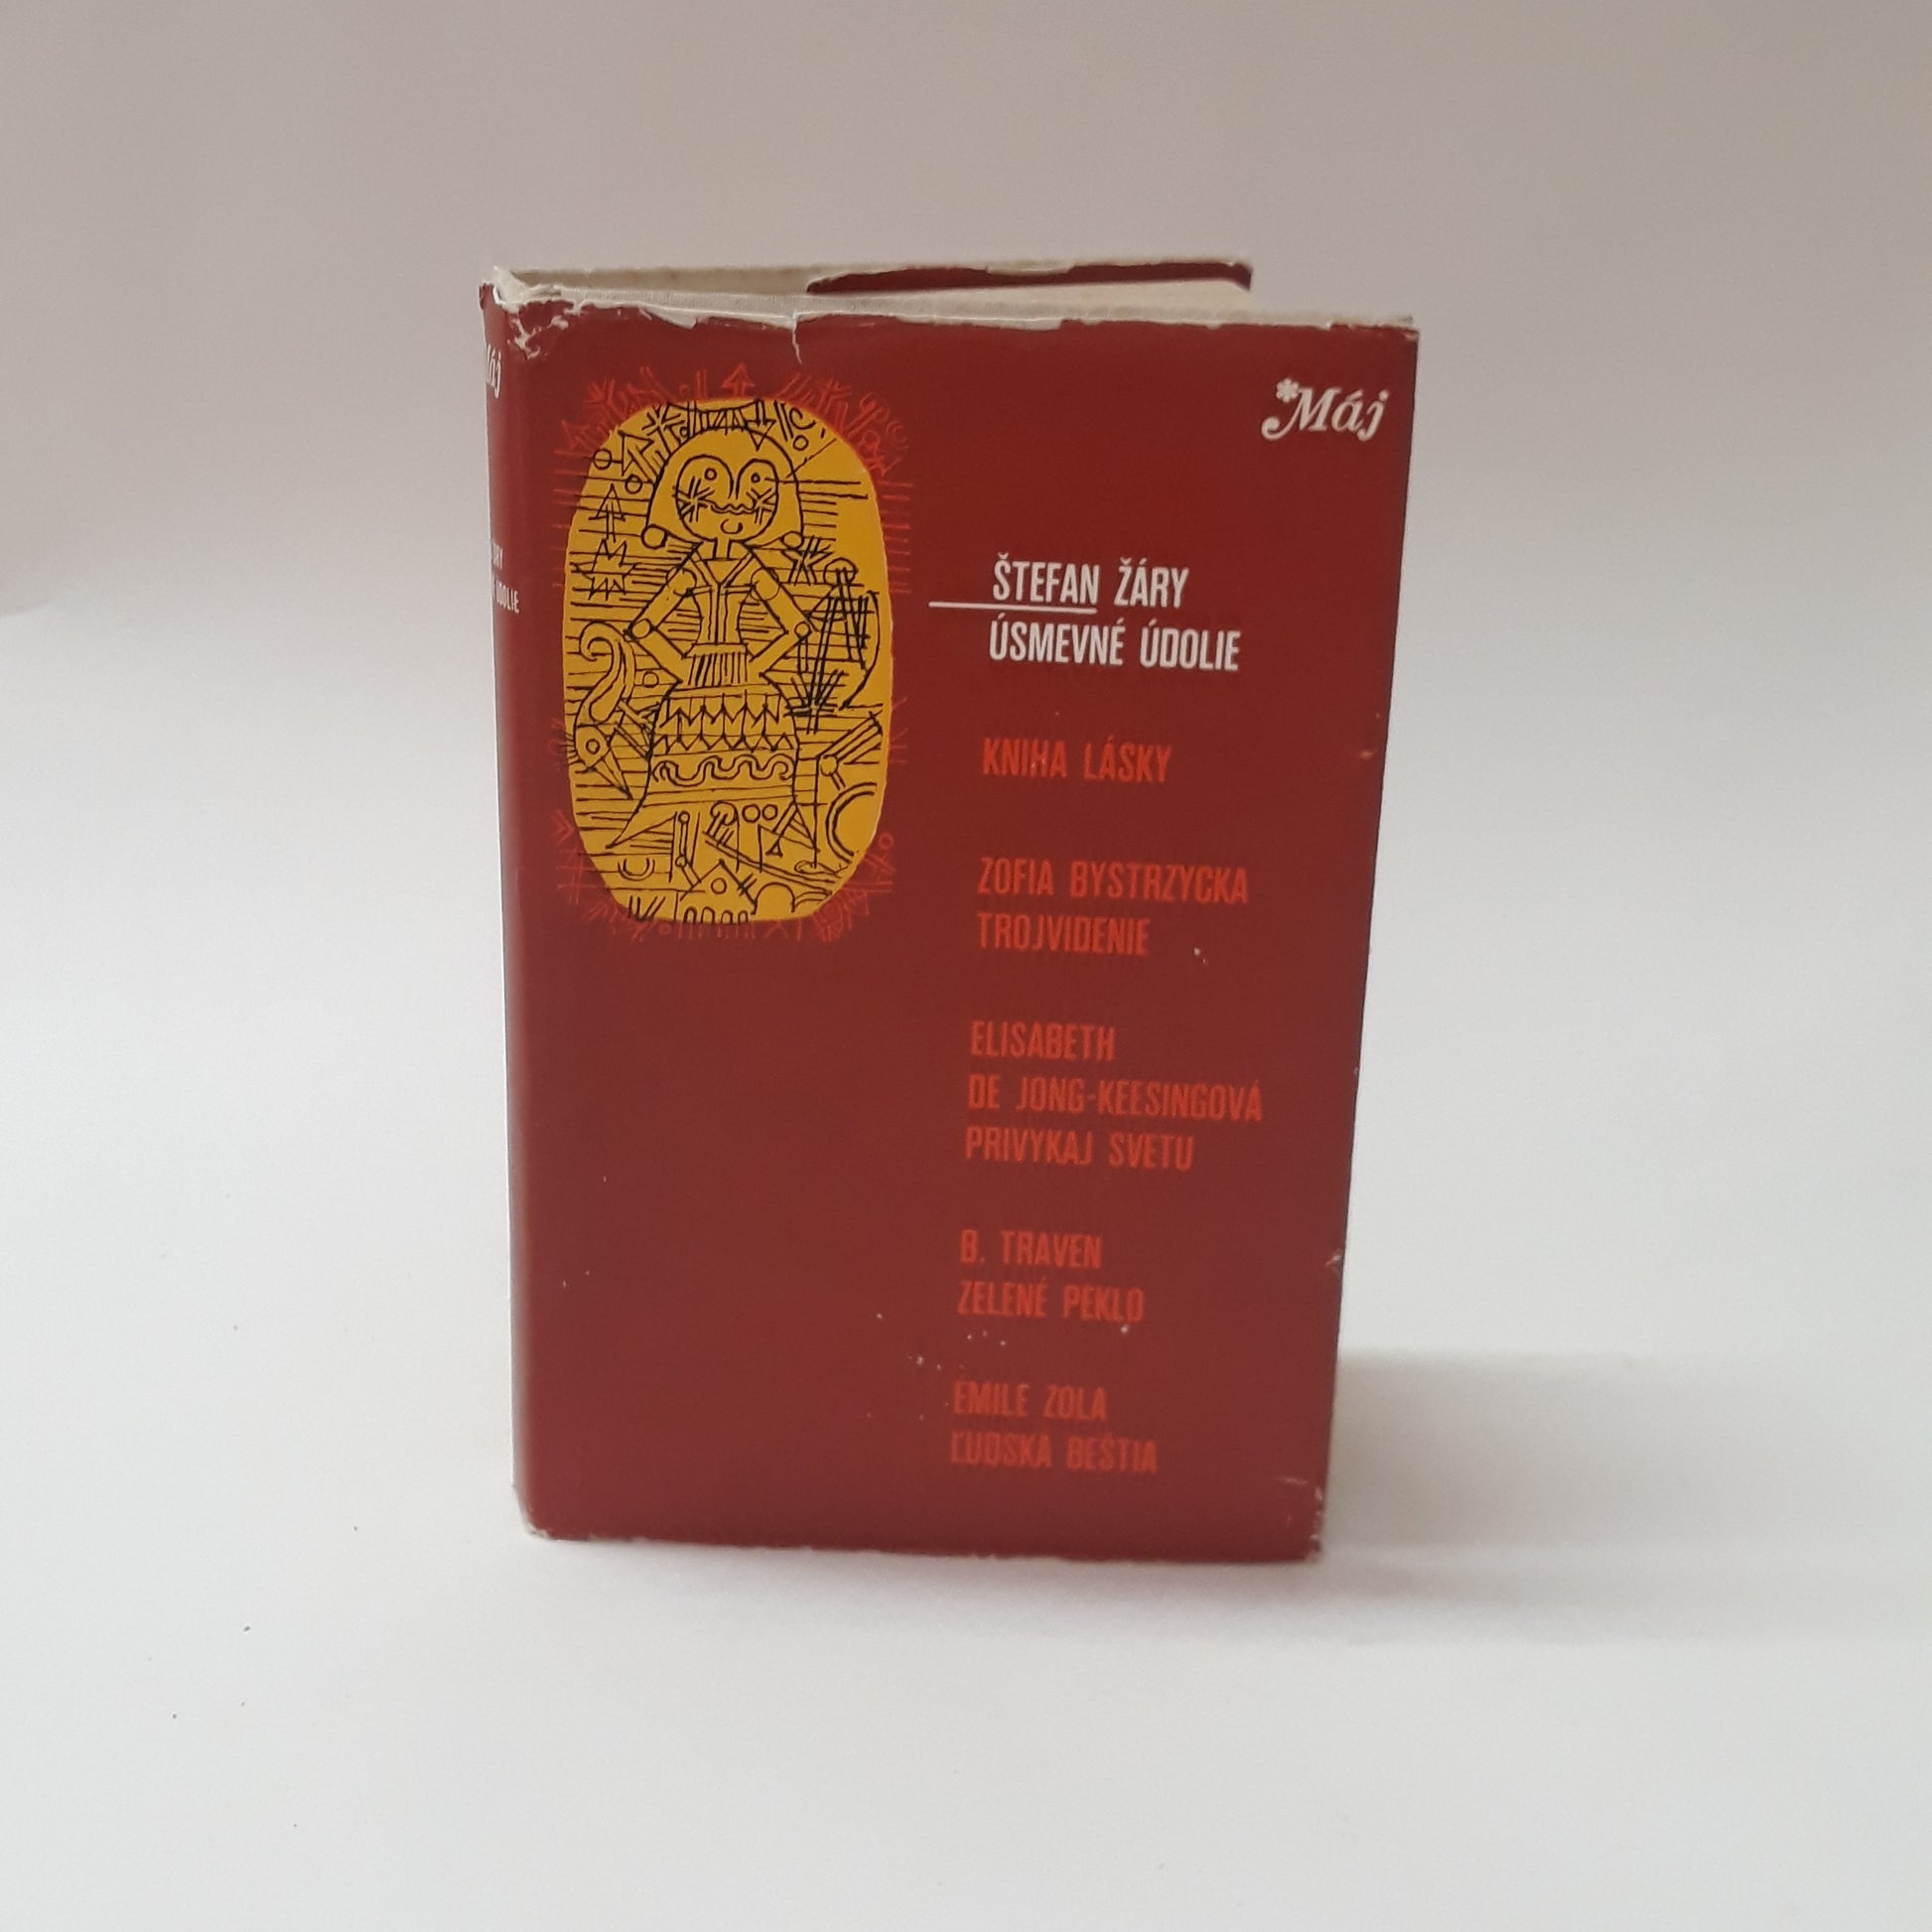 Máj
ŠTEFAN ŽÁRY
ÚSMEVNÉ ÚDOLIE
KNIHA LÁSKY
ZOFIA BYSTRZYCKA
TROJVIDENIE
ELISABETH
DE JONG-KEESINGOVÁ
PRIVYKAJ SVETU
B. TRAVEN
ZELENÉ PEKLO
EMILE ZOLA
ĽUDSKÁ BEŠTIA